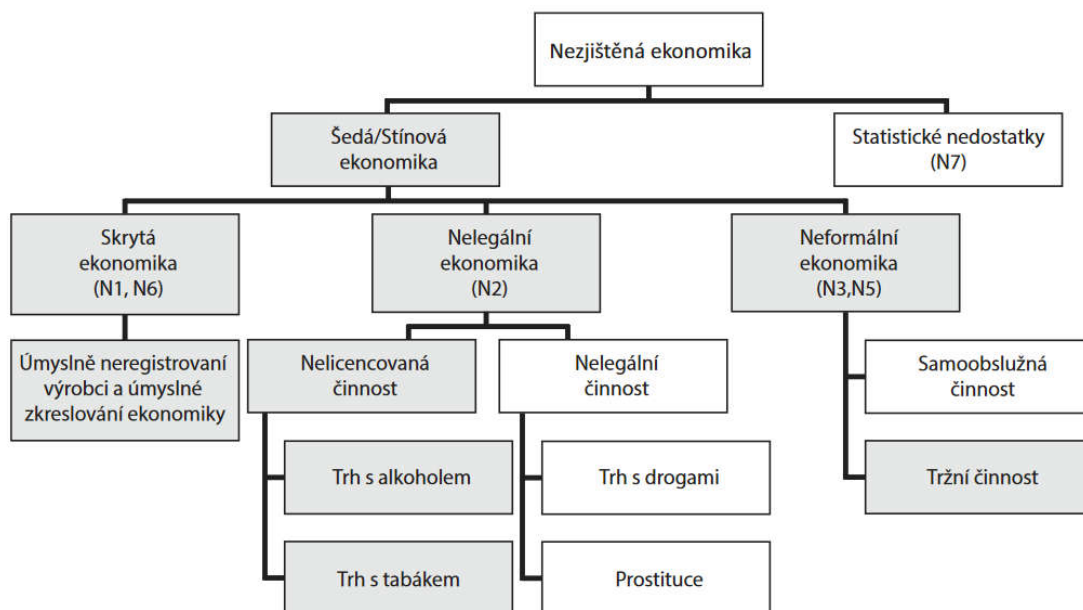 Nezjištěná ekonomika
Šedá/Stínová
ekonomika
Statistické nedostatky
(N7)
Skrytá
ekonomika
(N1, N6)
Nelegální
ekonomika
(N2)
Neformální
ekonomika
(N3,N5)
Úmyslně neregistrovaní
výrobci a úmyslné
zkreslování ekonomiky
Nelicencovaná
činnost
Nelegální
činnost
Samoobslužná
činnost
Trh s alkoholem
Trh s drogami
Tržní činnost
Trh s tabákem
Prostituce